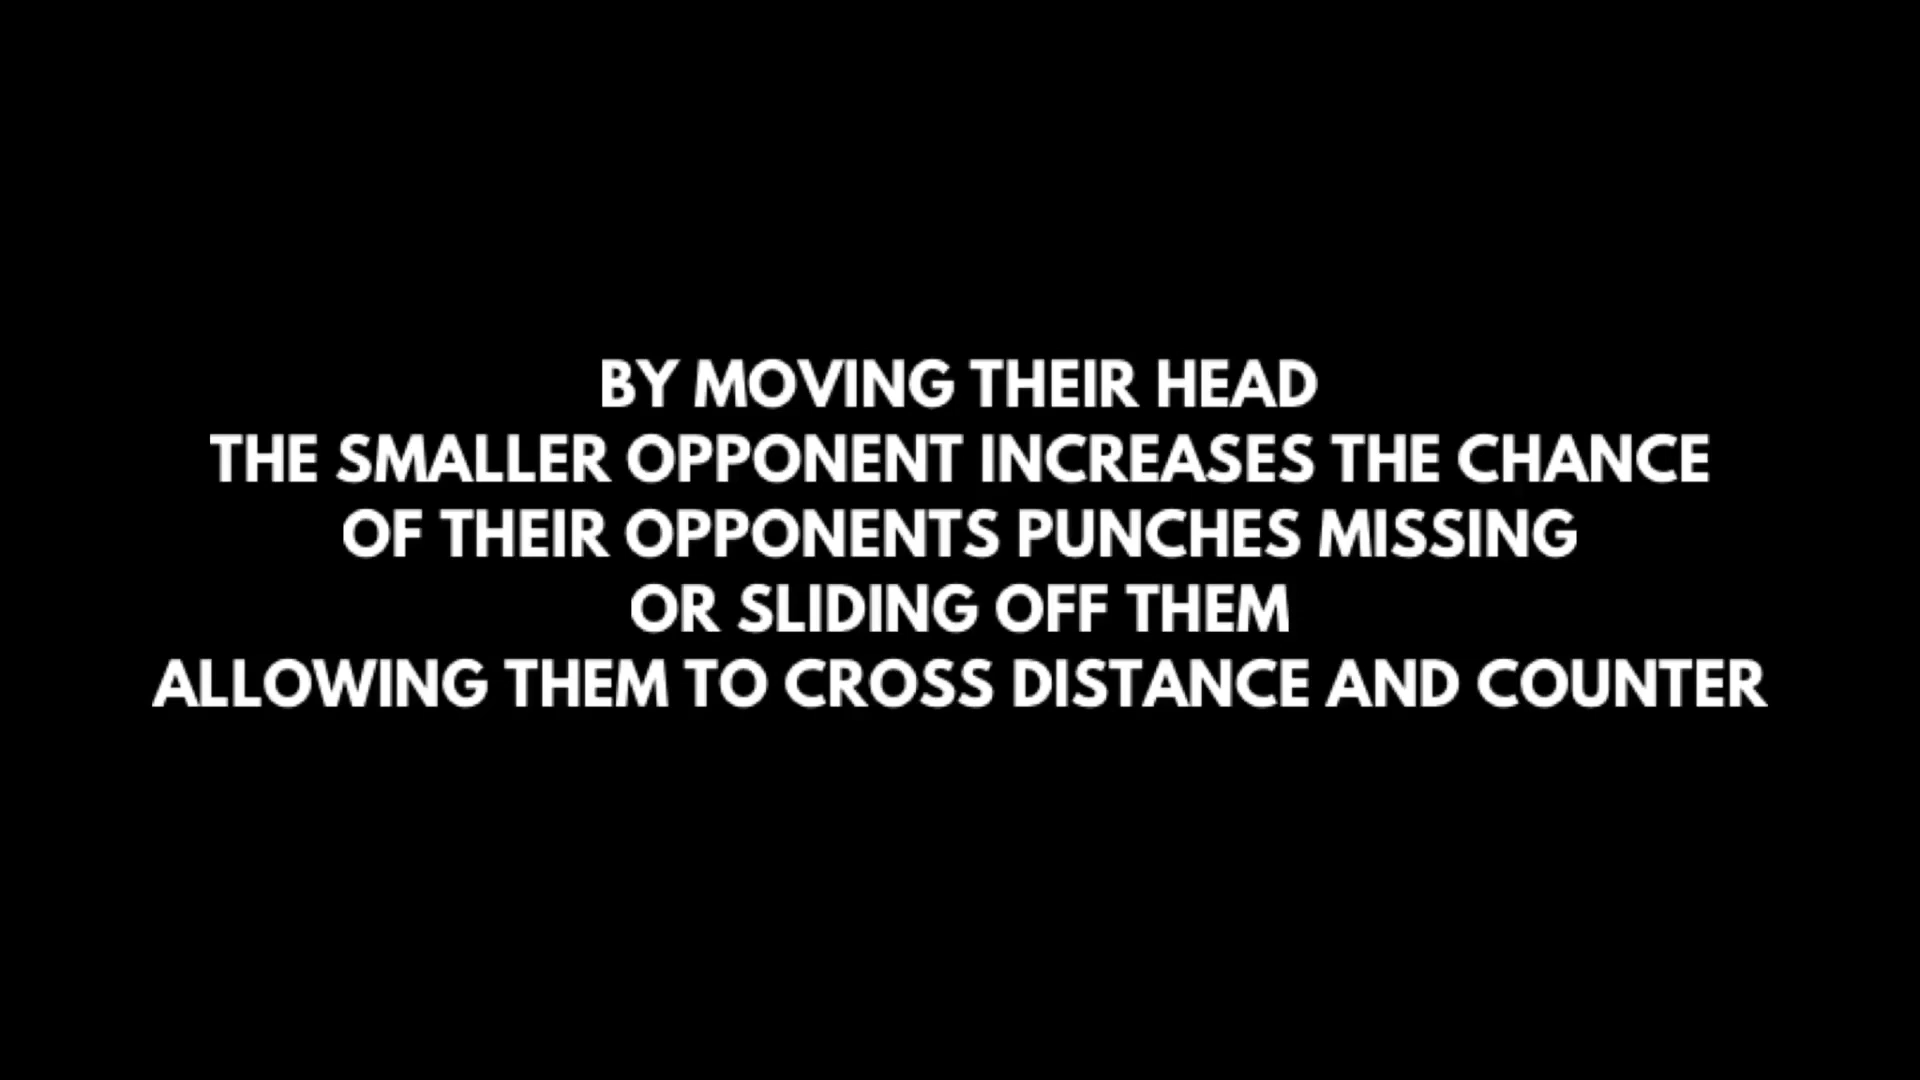 BY MOVING THEIR HEAD
THE SMALLER OPPONENT INCREASES THE CHANCE
OF THEIR OPPONENTS PUNCHES MISSING
OR SLIDING OFF THEM
ALLOWING THEM TO CROSS DISTANCE AND COUNTER